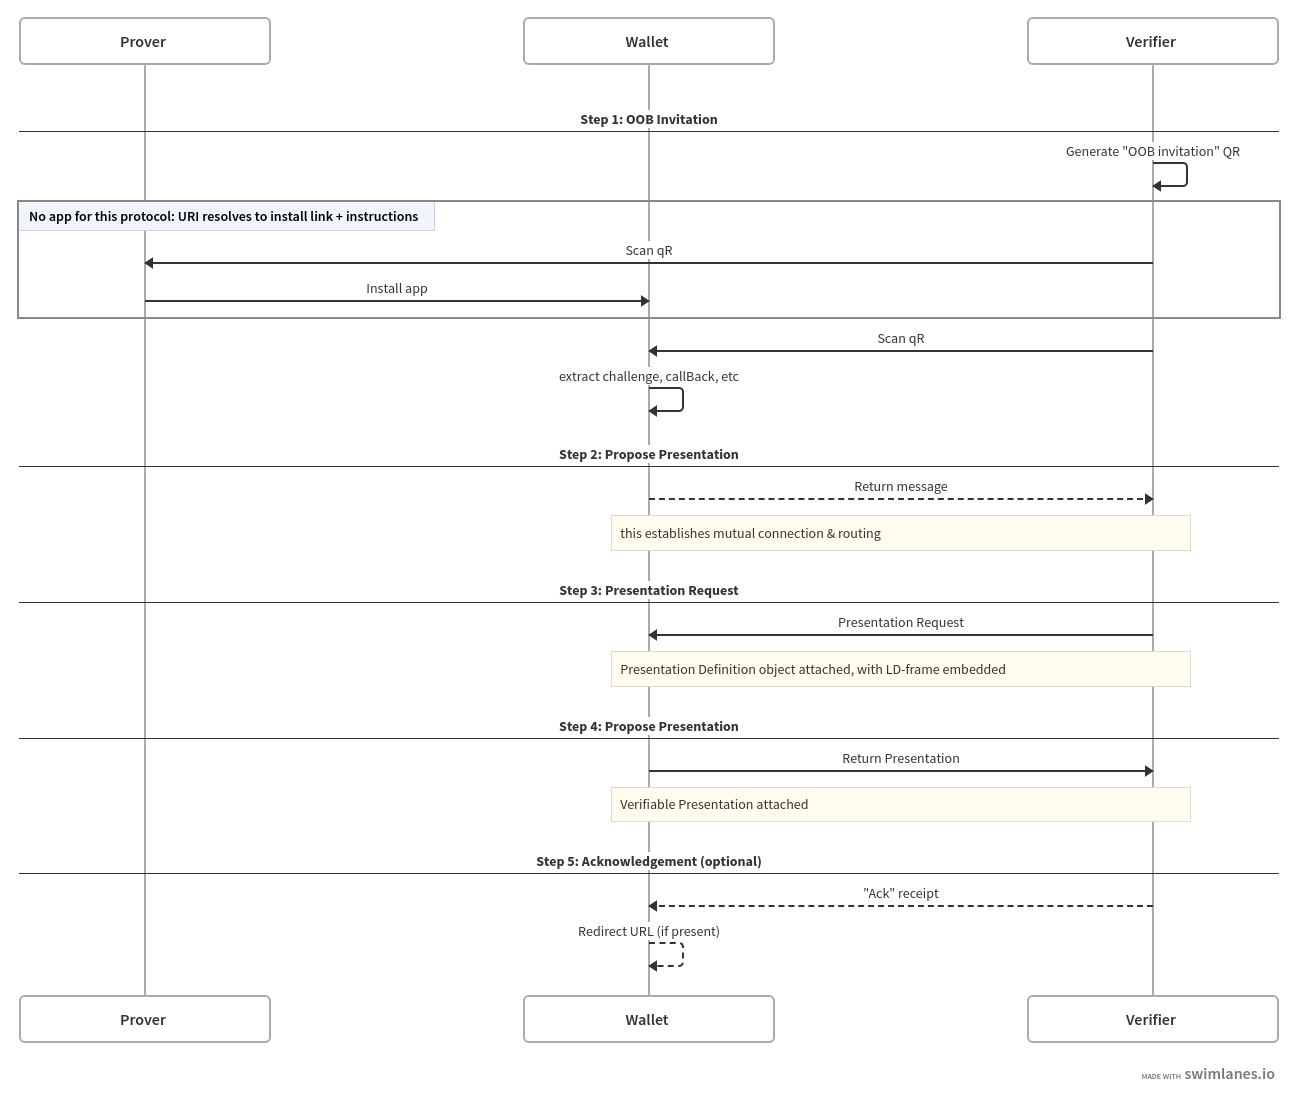 Prover
Wallet
Verifier
Step 1: OOB Invitation
Generate "OOB invitation" QR
No app for this protocol: URI resolves to install link + instructions
Scan qR
Install app
Scan qR
extract challenge, callBack, etc
Step 2: Propose Presentation
Return message
this establishes mutual connection & routing
Step 3: Presentation Request
Presentation Request
Presentation Definition object attached, with LD-frame embedded
Step 4: Propose Presentation
Return Presentation
Verifiable Presentation attached
Step 5: Acknowledgement (optional)
"Ack" receipt
Redirect URL (if present)
Prover
Wallet
Verifier
MADE WITH swimlanes.io